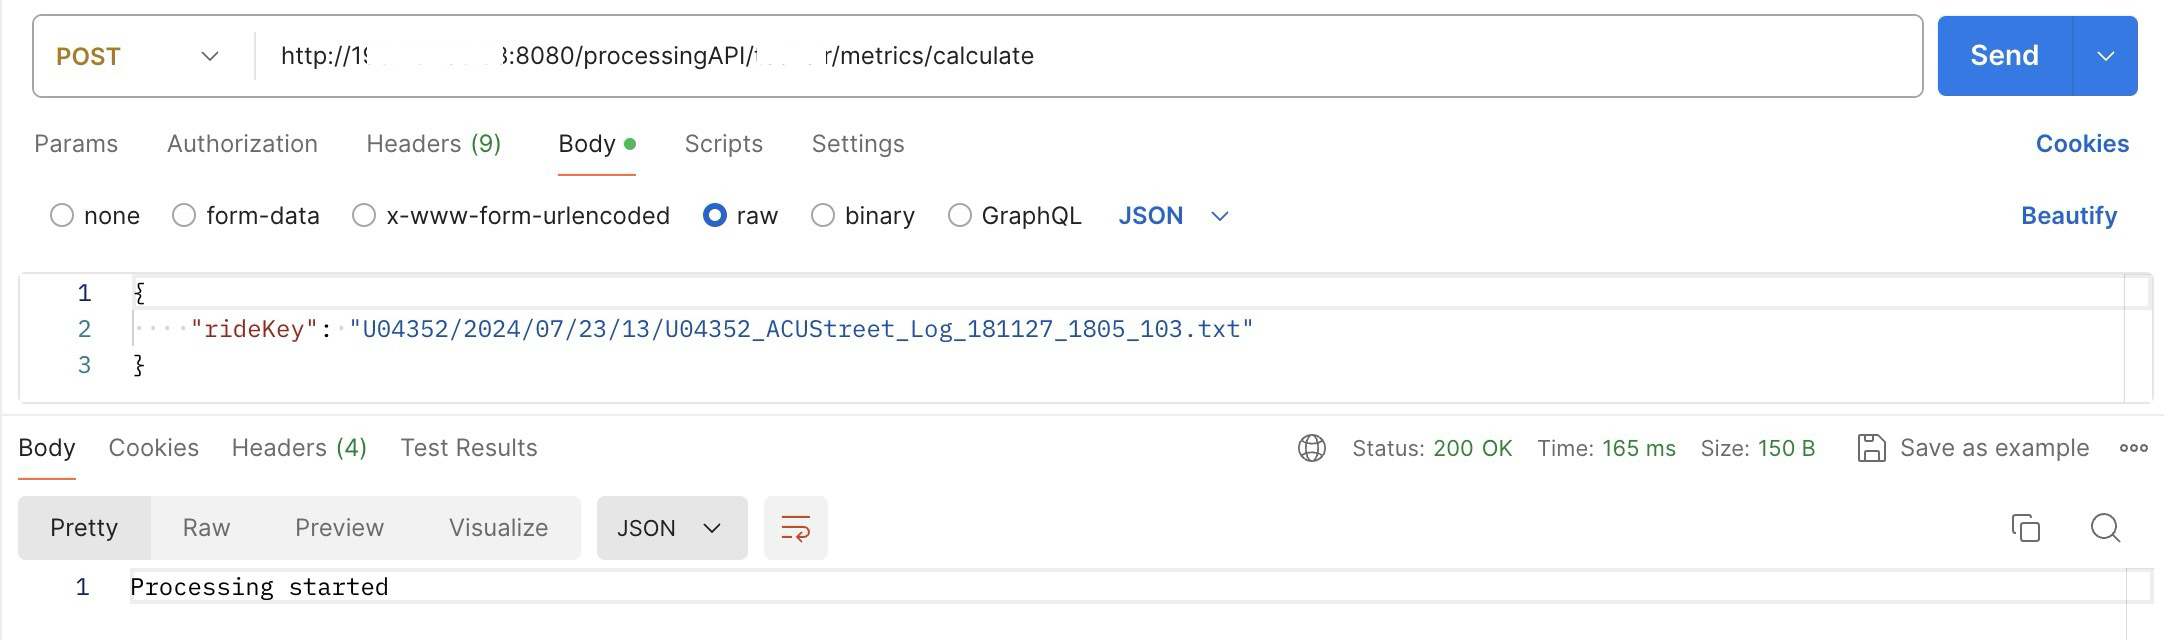 POST http://19 3:8080/processingAPI/ r/metrics/calculate Send
Params Authorization Headers (9) Body Scripts Settings Cookies
none form-data x-www-form-urlencoded raw binary GraphQL JSON Beautify
1 {
2 "rideKey": "U04352/2024/07/23/13/U04352_ACUStreet_Log_181127_1805_103.txt"
3 }
Body Cookies Headers (4) Test Results Status: 200 OK Time: 165 ms Size: 150 B Save as example
Pretty Raw Preview Visualize JSON
1 Processing started